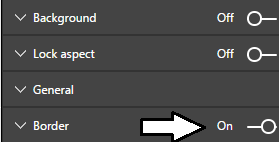 Background Off
Lock aspect Off
General
Border On